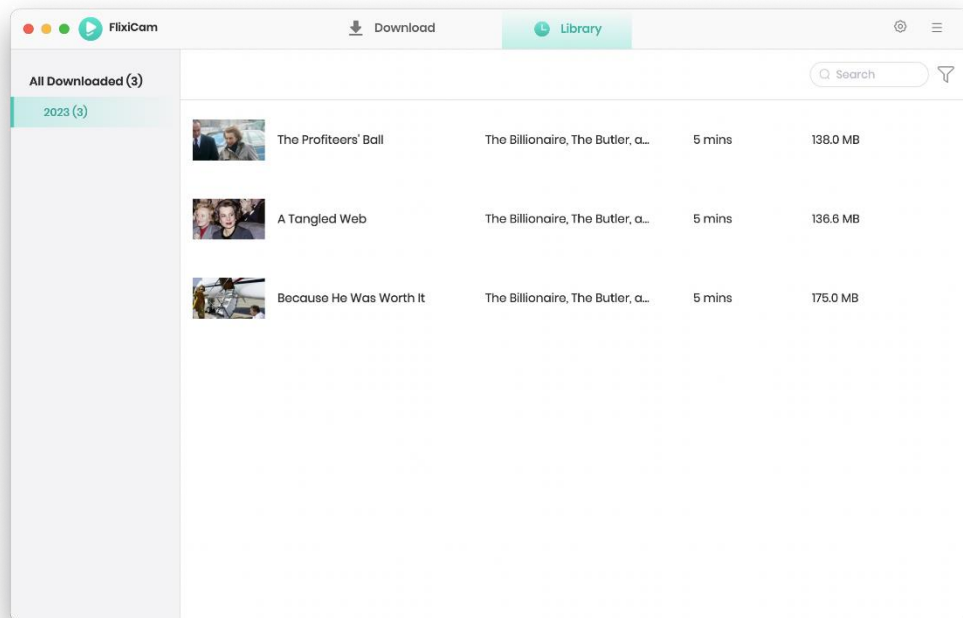 FlixiCam Download Library
All Downloaded (3) Search
2023 (3)
The Profiteers' Ball The Billionaire, The Butler, a... 5 mins 138.0 MB
A Tangled Web The Billionaire, The Butler, a... 5 mins 136.6 MB
Because He Was Worth It The Billionaire, The Butler, a... 5 mins 175.0 MB